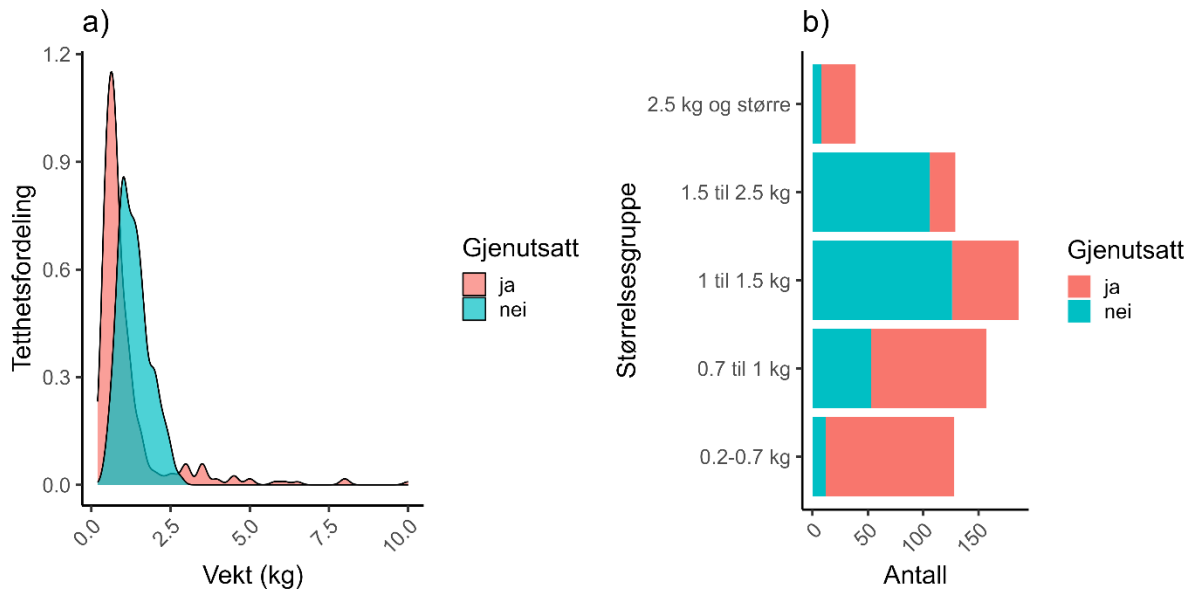 a)
Tetthetsfordeling
1.2
0.9
0.6
0.3
0.0
0.0
2.5
5.0
7.5
10.0
Vekt (kg)
Gjenutsatt
ja
nei
b)
Størrelsesgruppe
2.5 kg og større
1.5 til 2.5 kg
1 til 1.5 kg
0.7 til 1 kg
0.2-0.7 kg
0
50
100
150
Antall
Gjenutsatt
ja
nei